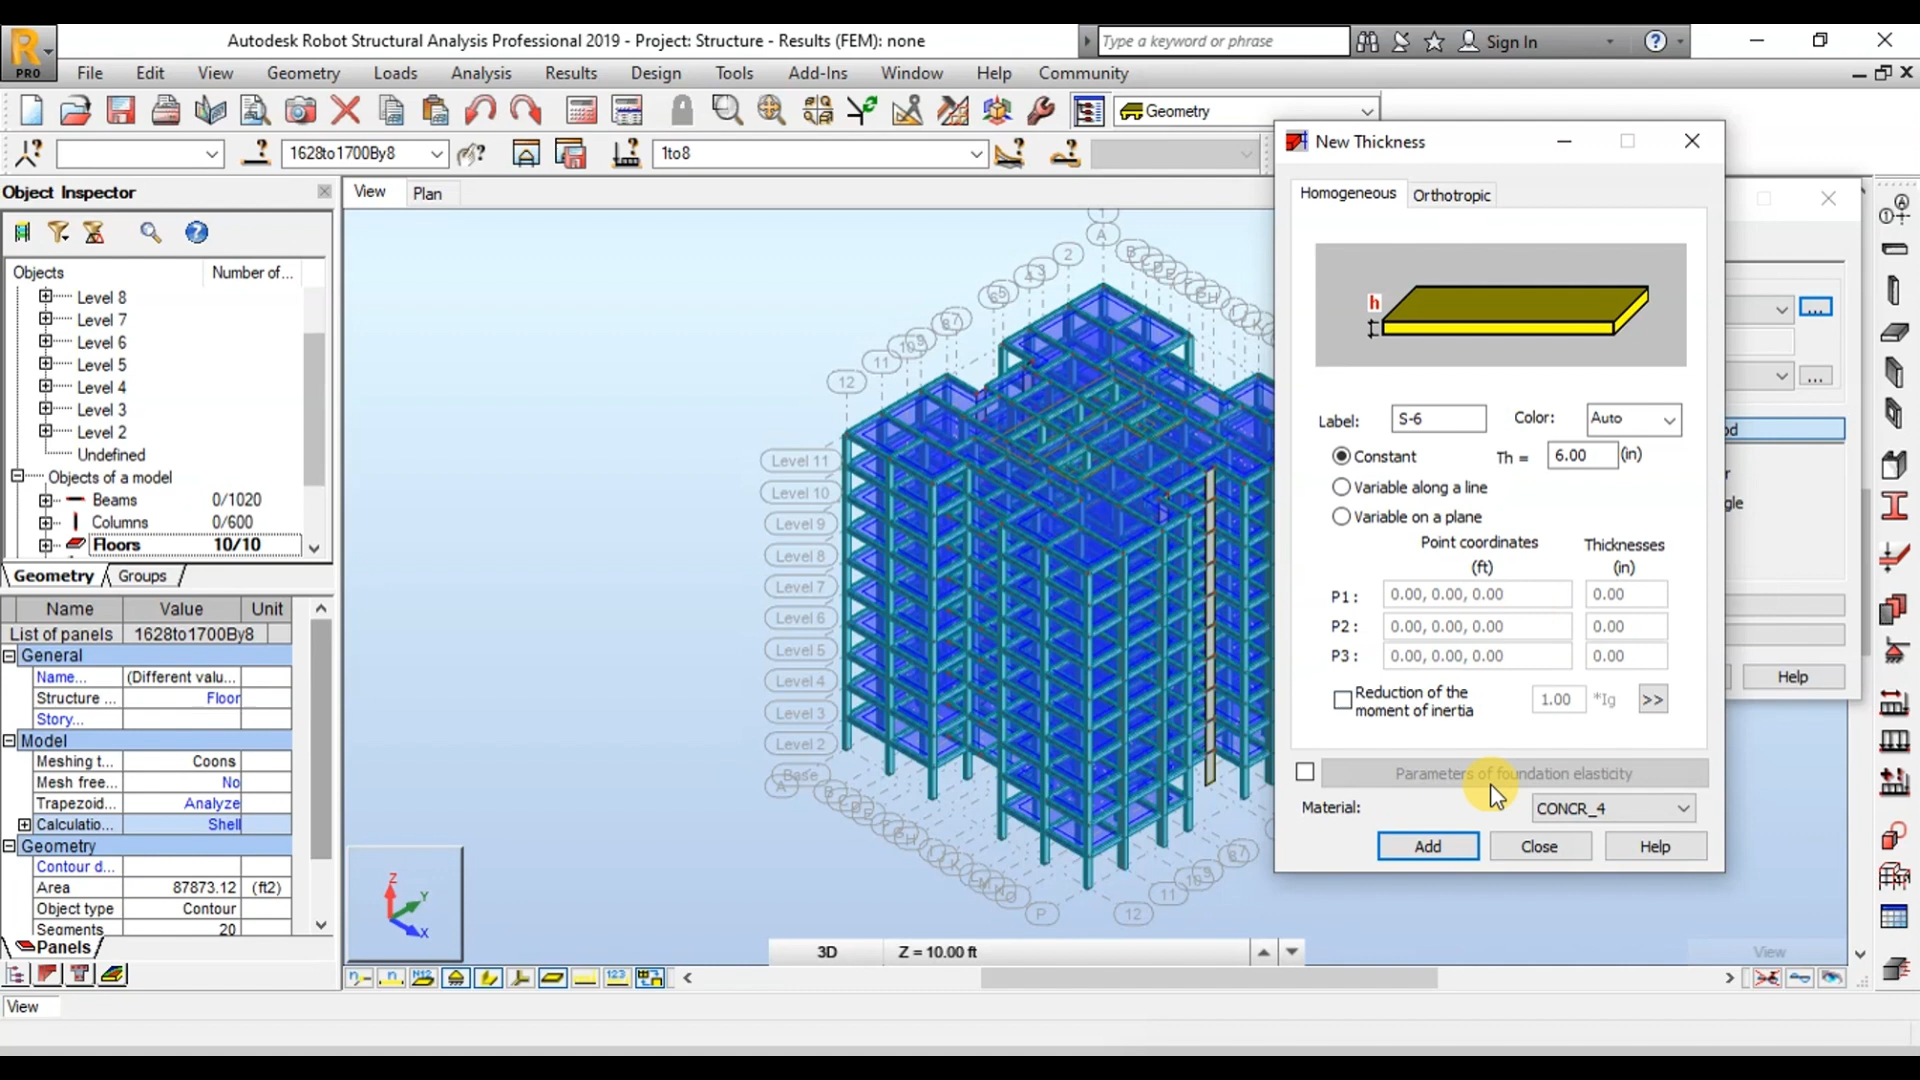 PRO
Autodesk Robot Structural Analysis Professional 2019 - Project: Structure - Results (FEM): none
Type a keyword or phrase
Sign In
File Edit View Geometry Loads Analysis Results Design Tools Add-Ins Window Help Community
Geometry
1628to1700By8
1to8
Object Inspector
View
Plan
Objects
Number of...
Level 8
Level 7
Level 6
Level 5
Level 4
Level 3
Level 2
Undefined
Objects of a model
Beams 0/1020
Columns 0/600
Floors 10/10
Geometry Groups
Name Value Unit
List of panels 1628to1700By8
General
Name... (Different valu...
Structure ... Floor
Story...
Model
Meshing t... Coons
Mesh free... No
Trapezoid... Analyze
Calculatio... Shell
Geometry
Contour d...
Area 87873.12 (ft2)
Object type Contour
Segments 20
Panels
View
Level 11
Level 10
Level 9
Level 8
Level 7
Level 6
Level 5
Level 4
Level 3
Level 2
Base
3D
Z = 10.00 ft
New Thickness
Homogeneous
Orthotropic
h
Label: S-6 Color: Auto
Constant Th = 6.00 (in)
Variable along a line
Variable on a plane
Point coordinates Thicknesses
(ft) (in)
P1: 0.00, 0.00, 0.00 0.00
P2: 0.00, 0.00, 0.00 0.00
P3: 0.00, 0.00, 0.00 0.00
Reduction of the
moment of inertia
1.00 *Ig >>
Parameters of foundation elasticity
Material: CONCR_4
Add Close Help
Help
View